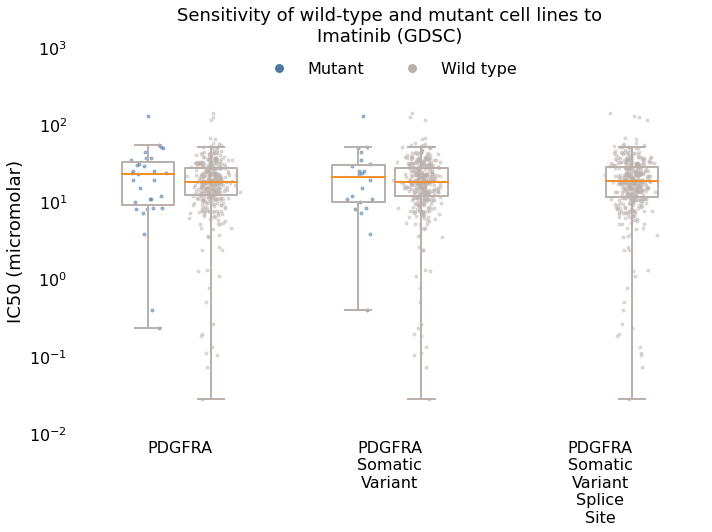 Sensitivity of wild-type and mutant cell lines to
Imatinib (GDSC)
Mutant
Wild type
IC50 (micromolar)
10³
10²
10¹
10⁰
10⁻¹
10⁻²
PDGFRA
PDGFRA
Somatic
Variant
PDGFRA
Somatic
Variant
Splice
Site